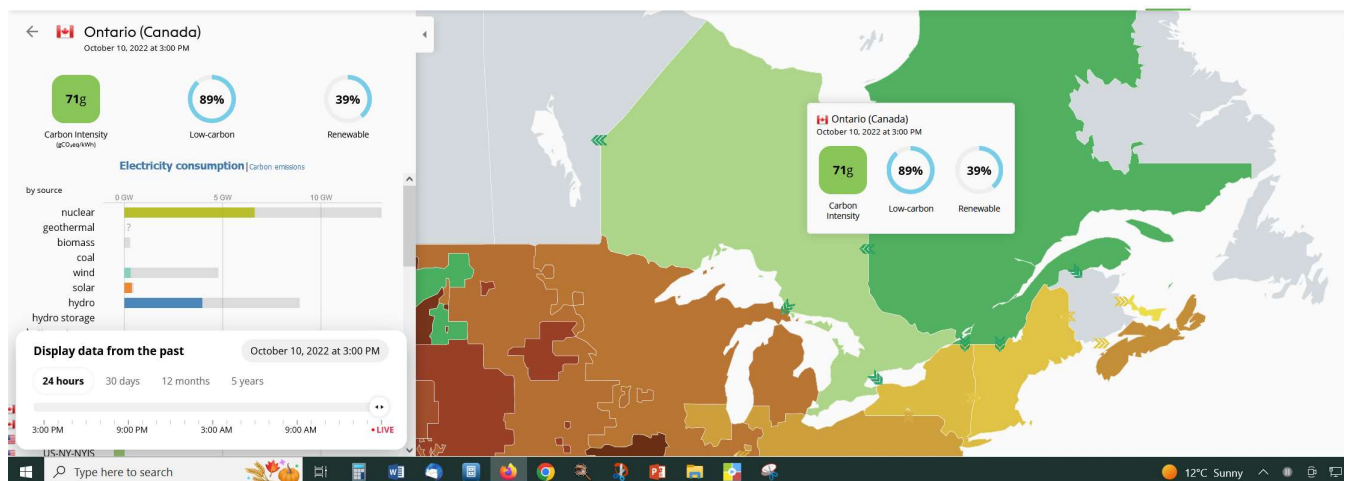 Ontario (Canada)
October 10, 2022 at 3:00 PM
71g
89%
39%
Carbon Intensity
(gCO₂eq/kWh)
Low-carbon
Renewable
Electricity consumption | Carbon emissions
by source
0 GW
5 GW
10 GW
nuclear
geothermal
?
biomass
coal
wind
solar
hydro
hydro storage
Display data from the past
October 10, 2022 at 3:00 PM
24 hours
30 days
12 months
5 years
3:00 PM
9:00 PM
3:00 AM
9:00 AM
• LIVE
US-NY-NYIS
Ontario (Canada)
October 10, 2022 at 3:00 PM
71g
89%
39%
Carbon
Intensity
Low-carbon
Renewable
Type here to search
12°C Sunny